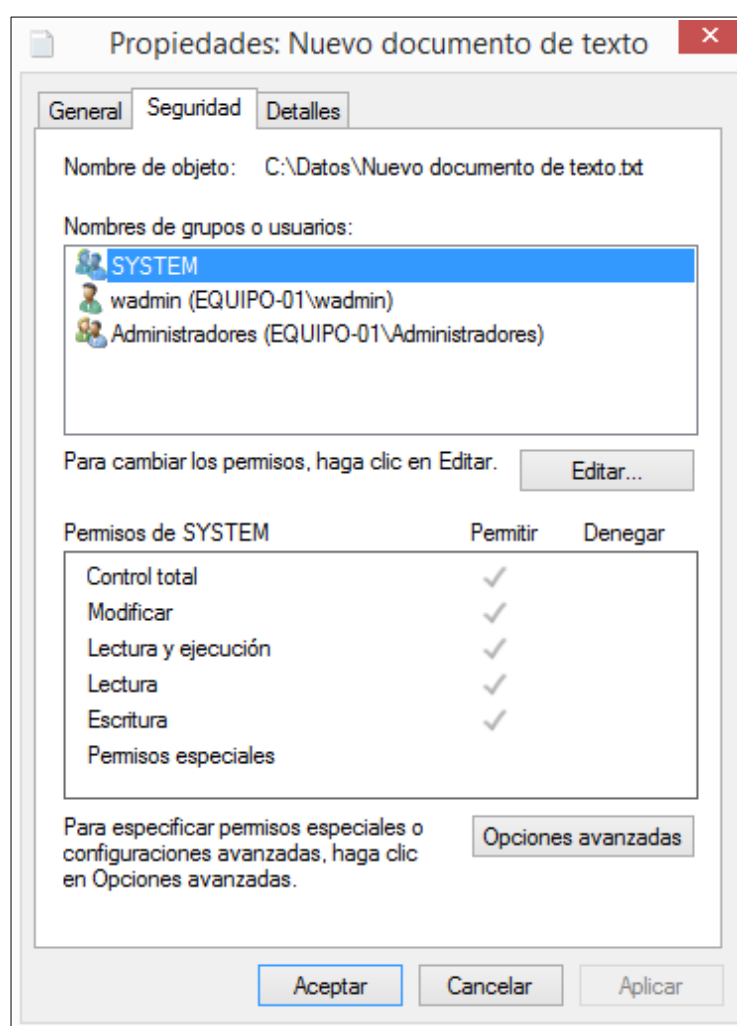 Propiedades: Nuevo documento de texto
General Seguridad Detalles
Nombre de objeto: C:\Datos\Nuevo documento de texto.txt
Nombres de grupos o usuarios:
SYSTEM
wadmin (EQUIPO-01\wadmin)
Administradores (EQUIPO-01\Administradores)
Para cambiar los permisos, haga clic en Editar. Editar...
Permisos de SYSTEM Permitir Denegar
Control total
Modificar
Lectura y ejecución
Lectura
Escritura
Permisos especiales
Para especificar permisos especiales o
configuraciones avanzadas, haga clic
en Opciones avanzadas.
Opciones avanzadas
Aceptar Cancelar Aplicar